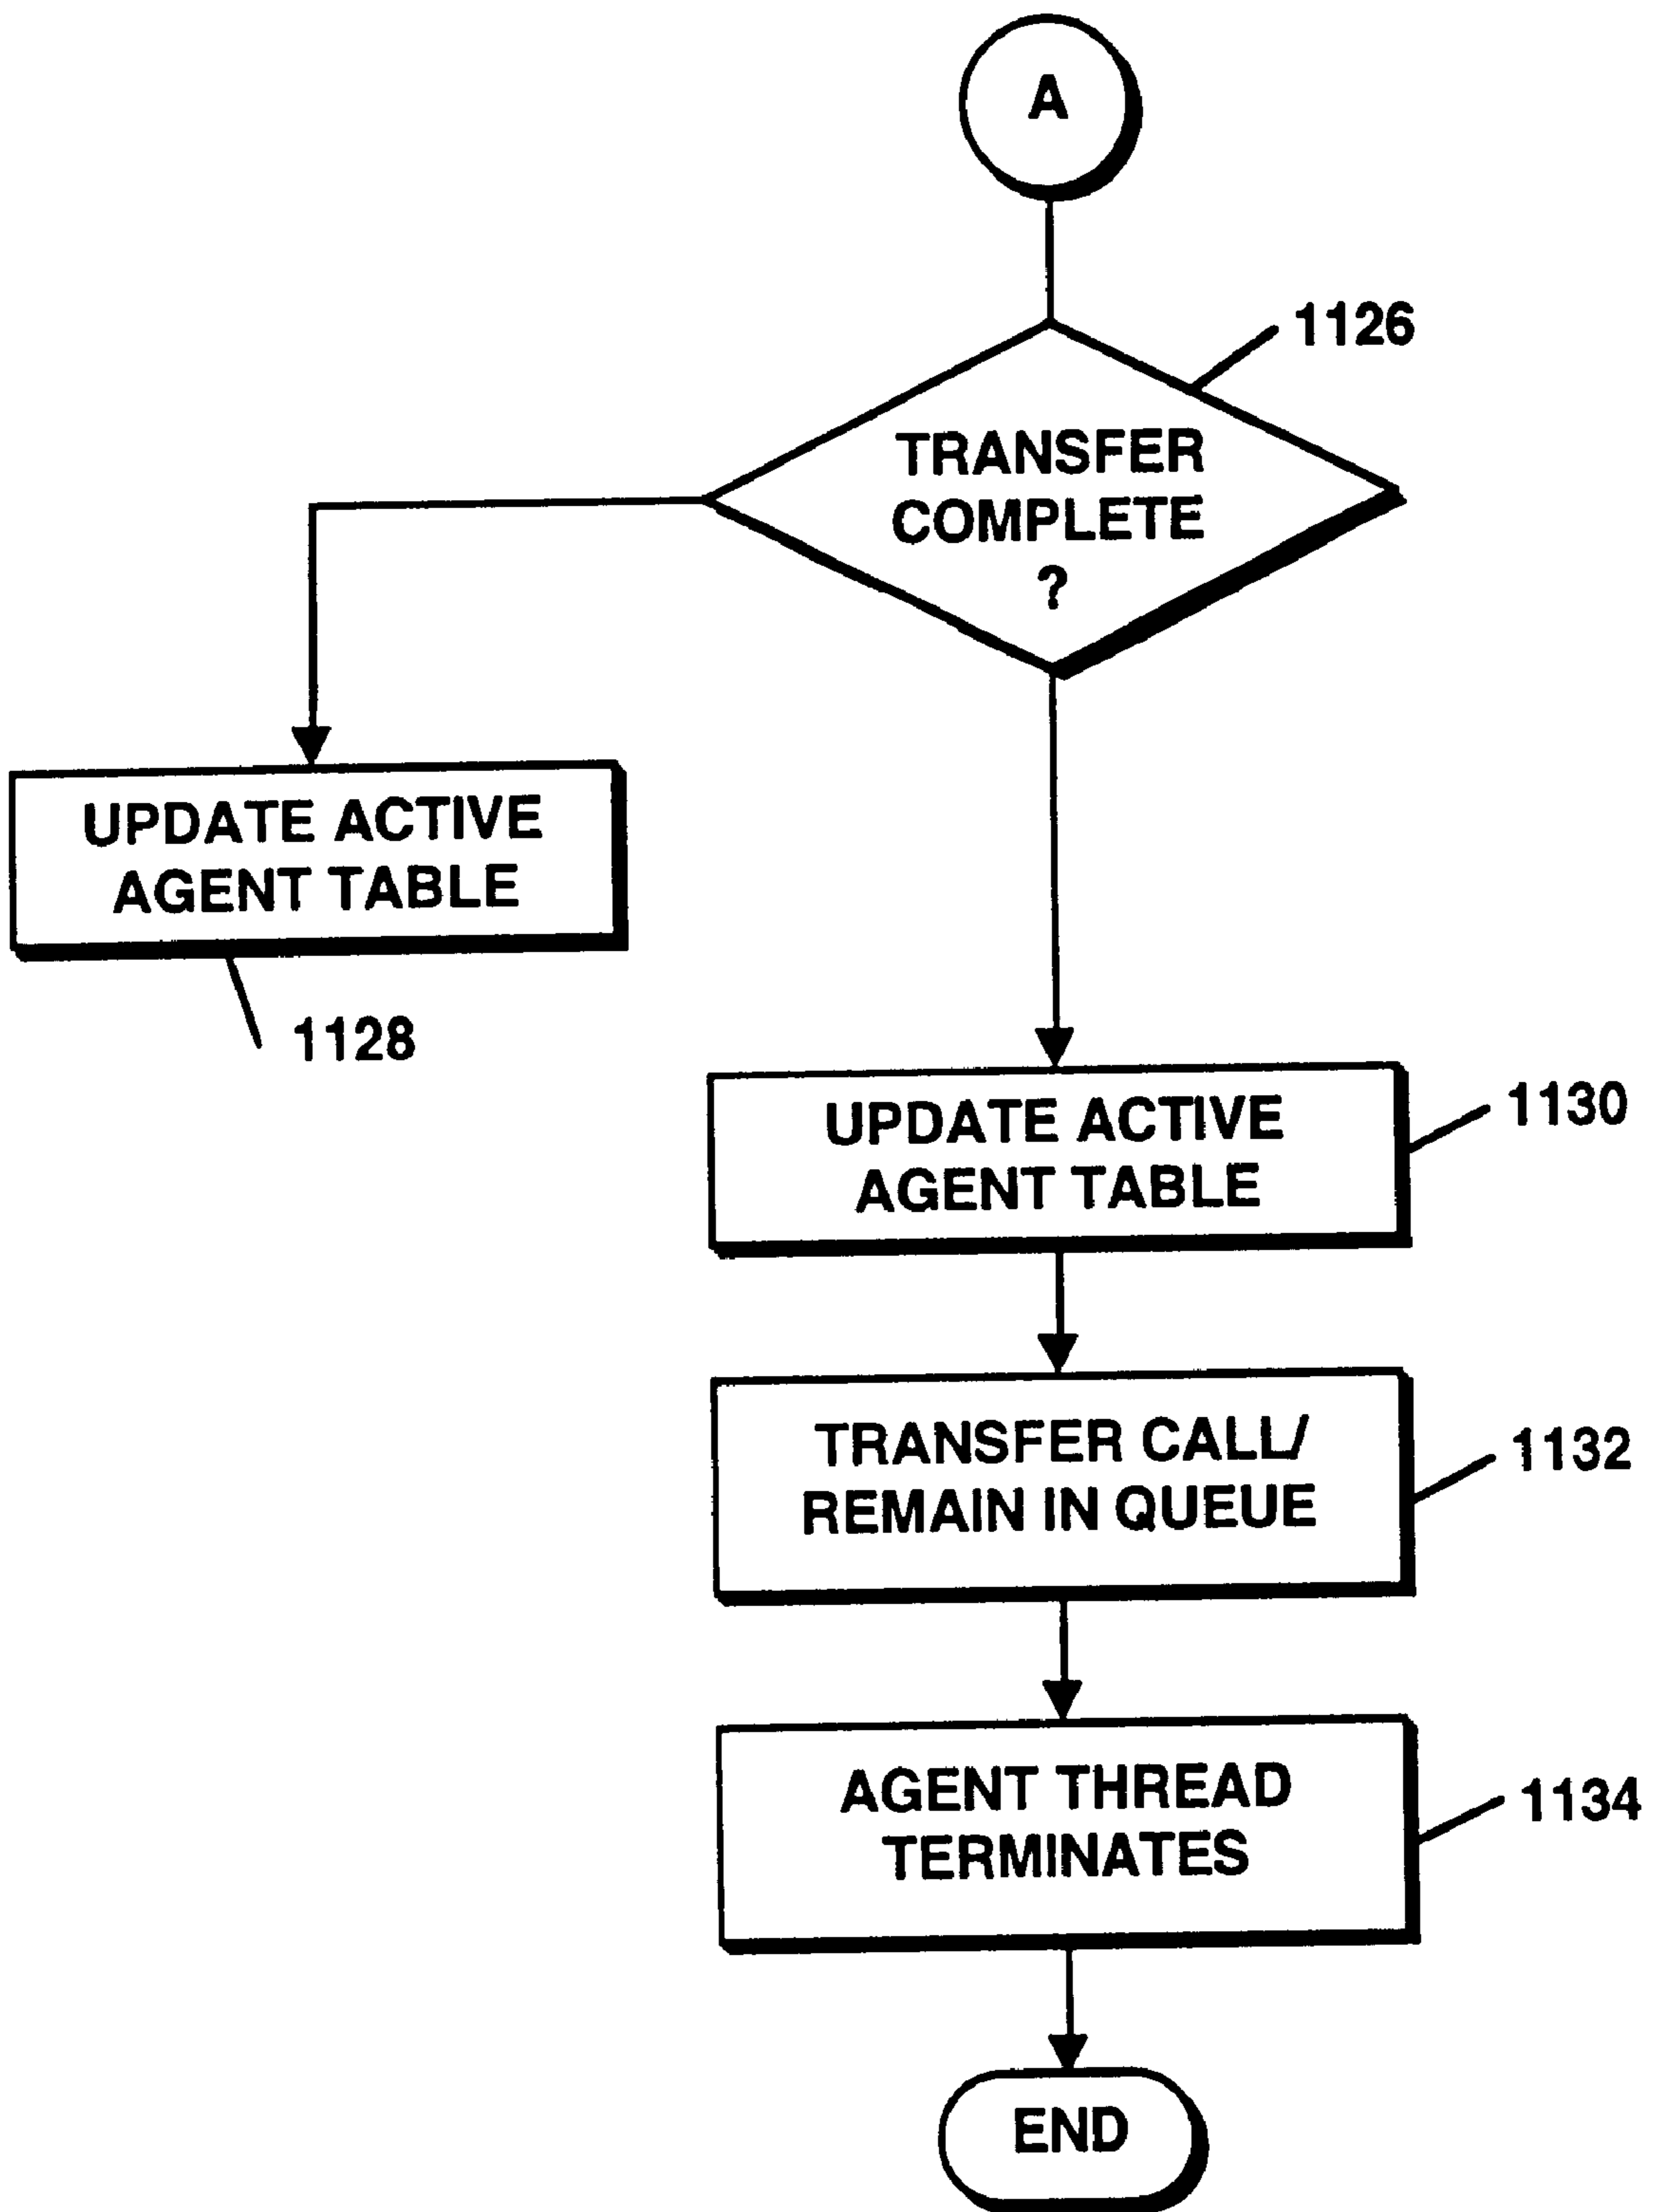 A
1126
TRANSFER
COMPLETE
?
UPDATE ACTIVE
AGENT TABLE
1128
UPDATE ACTIVE
AGENT TABLE
1130
TRANSFER CALL/
REMAIN IN QUEUE
1132
AGENT THREAD
TERMINATES
1134
END